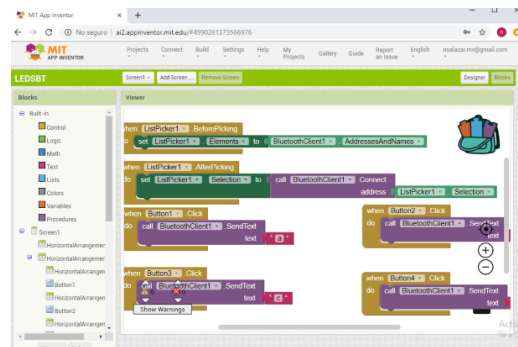 MIT App Inventor
No seguro | ai2.appinventor.mit.edu/#4990261373566976
MIT
APP INVENTOR
Projects
Connect
Build
Settings
Help
My Projects
Gallery
Guide
Report an Issue
English
nsalazar.mv@gmail.com
LEDSBT
Screen1
Add Screen ...
Remove Screen
Designer
Blocks
Blocks
Viewer
Built-in
Control
Logic
Math
Text
Lists
Colors
Variables
Procedures
Screen1
HorizontalArrangemer
HorizontalArrangemer
HorizontalArrangen
Button1
HorizontalArrangen
Button2
HorizontalArrangen
when ListPicker1 .BeforePicking
do set ListPicker1 . Elements to BluetoothClient1 . AddressesAndNames
when ListPicker1 .AfterPicking
do set ListPicker1 . Selection to call BluetoothClient1 .Connect
address ListPicker1 . Selection
when Button1 .Click
do call BluetoothClient1 .SendText
text " a "
when Button2 .Click
do call BluetoothClient1 .SendText
text
when Button3 .Click
do call BluetoothClient1 .SendText
text " c "
Show Warnings
when Button4 .Click
do call BluetoothClient1 .SendText
text